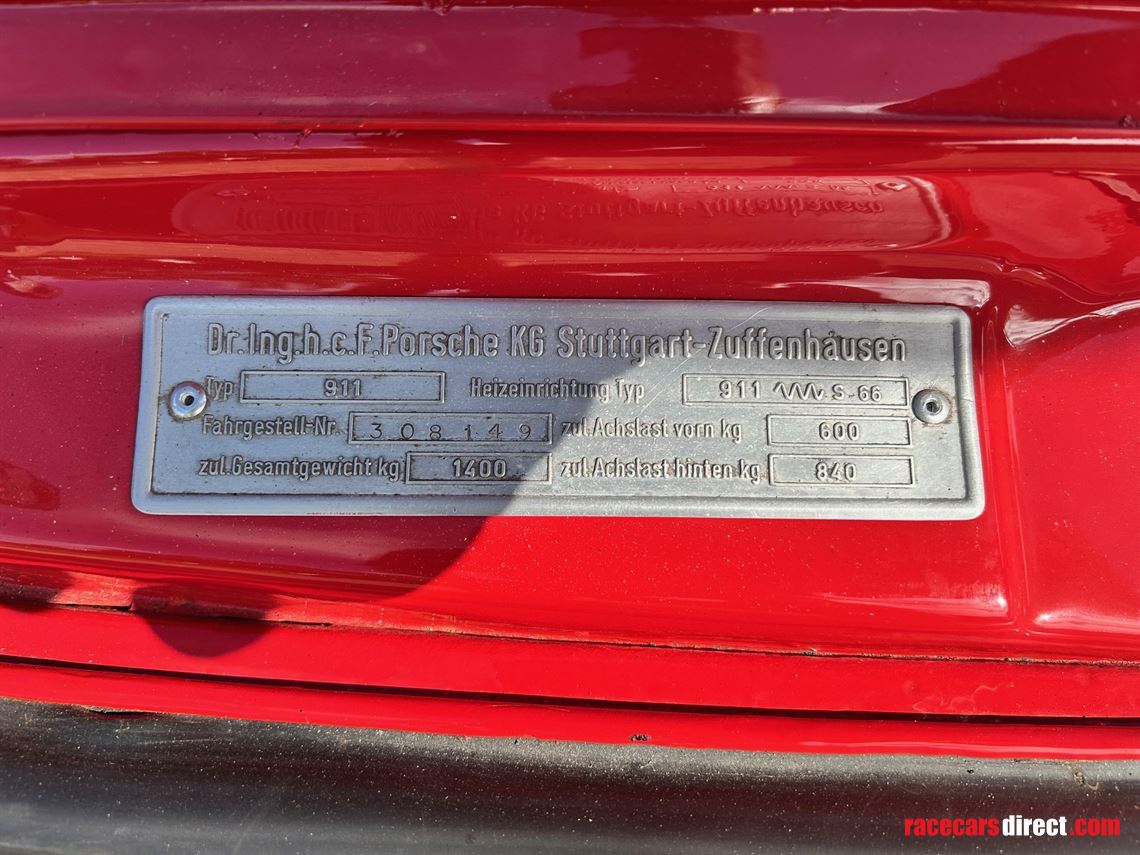 Dr.Ing.h.c.F.Porsche KG Stuttgart-Zuffenhausen
Typ 911 Heizeinrichtung Typ 911 S-66
Fahrgestell-Nr. 308149 zul.Achslast vorn kg 600
zul.Gesamtgewicht kg 1400 zul.Achslast hinten kg 840
racecarsdirect.com